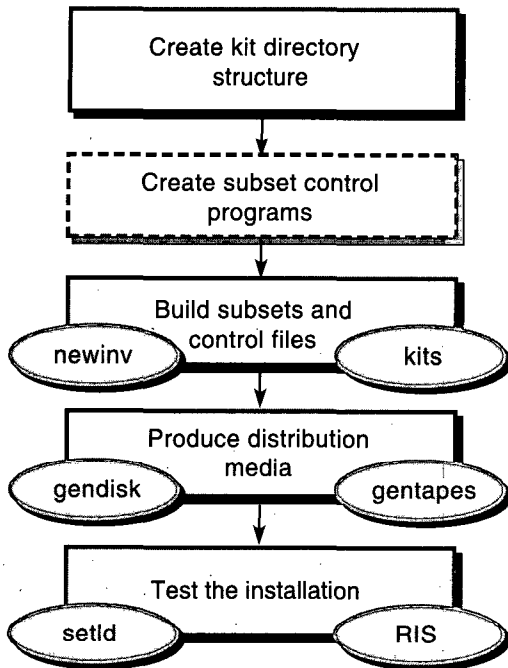 Create kit directory
structure
Create subset control
programs
Build subsets and
control files
newinv
kits
Produce distribution
media
gendisk
gentapes
Test the installation
setld
RIS